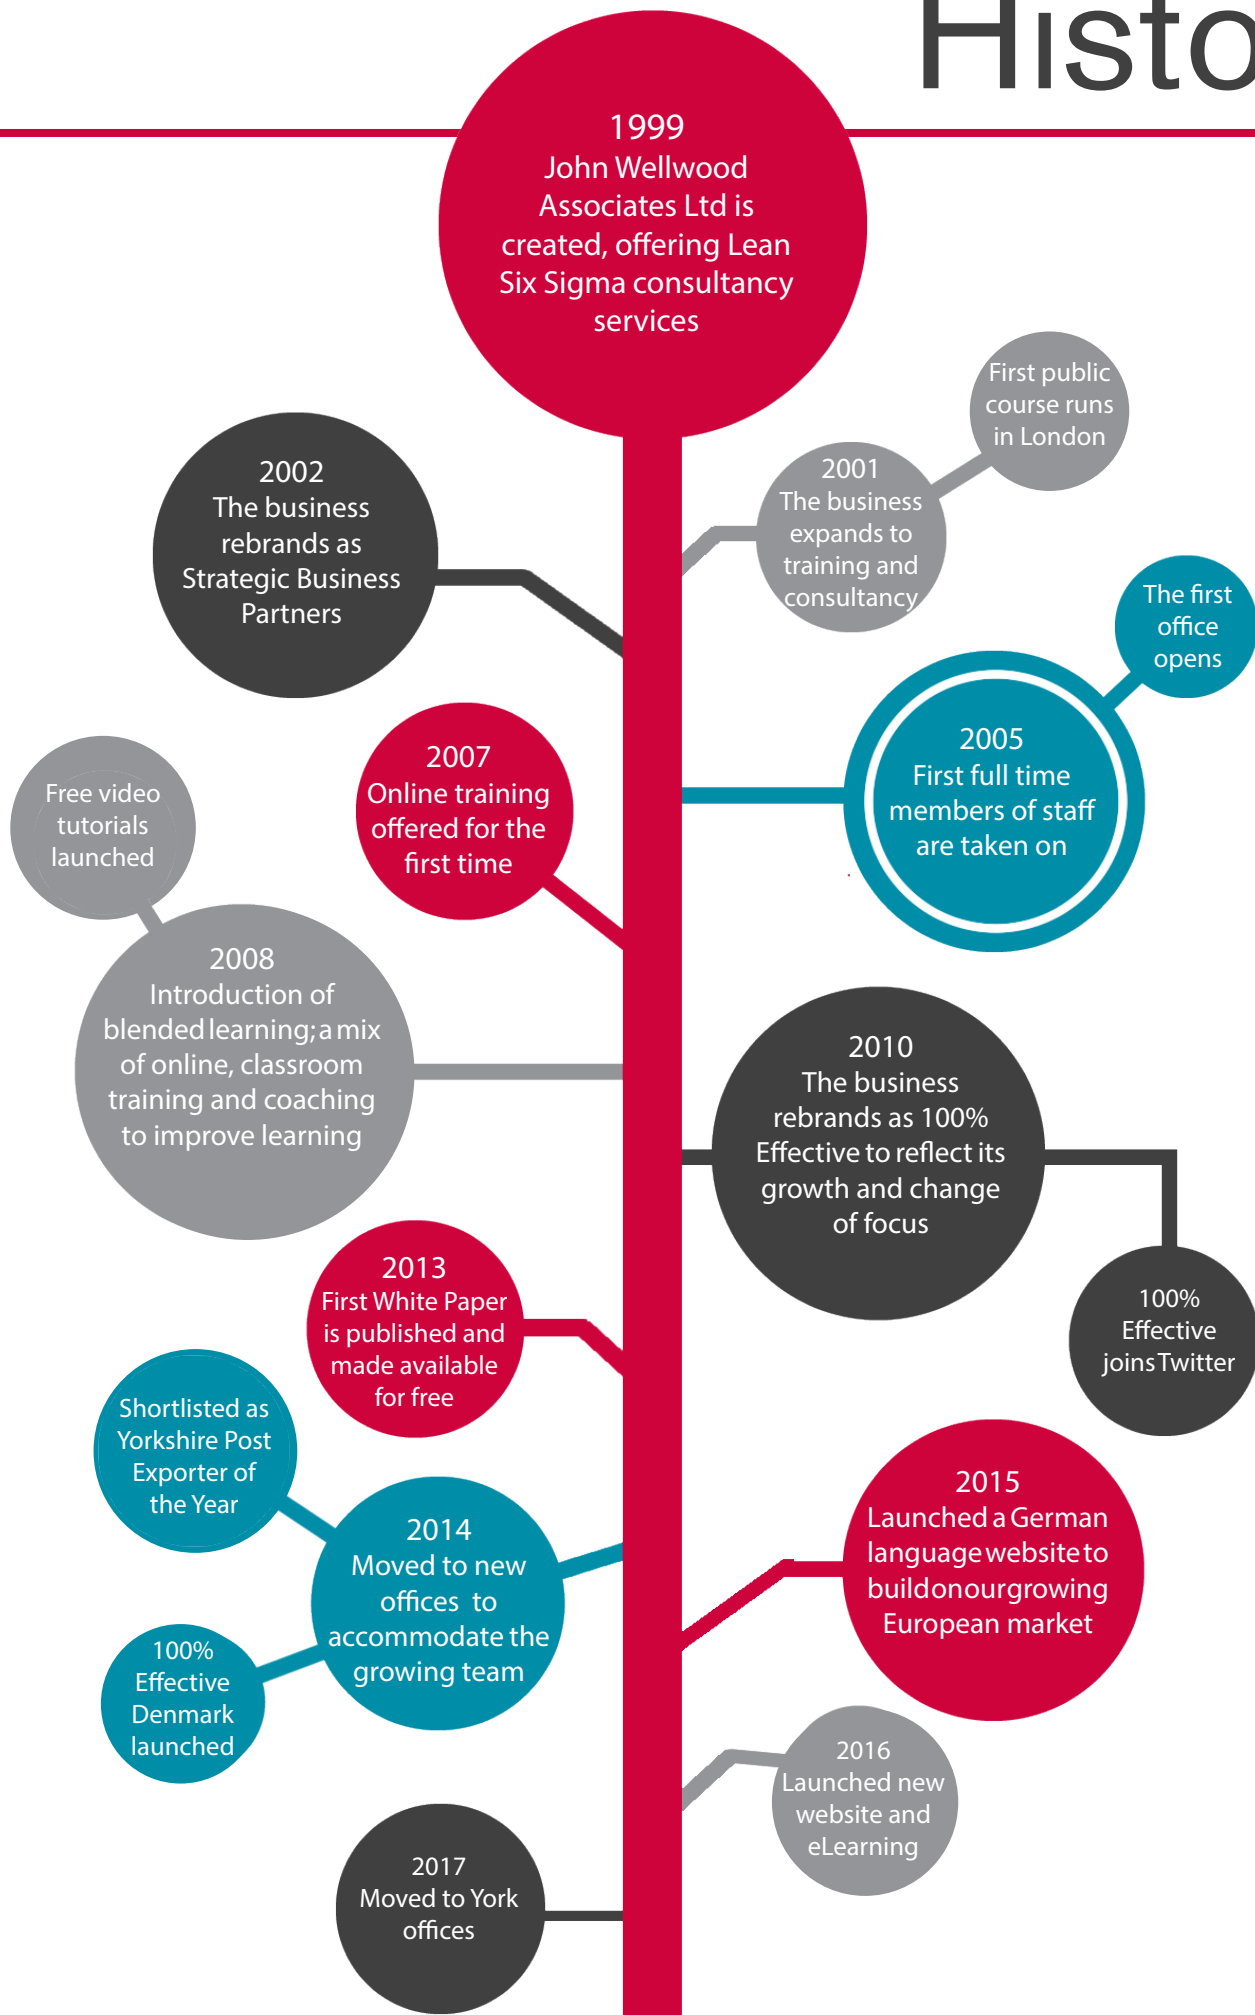 Histo
1999
John Wellwood
Associates Ltd is
created, offering Lean
Six Sigma consultancy
services
First public
course runs
in London
2001
The business
expands to
training and
consultancy
2002
The business
rebrands as
Strategic Business
Partners
The first
office
opens
2005
First full time
members of staff
are taken on
2007
Online training
offered for the
first time
Free video
tutorials
launched
2008
Introduction of
blended learning; a mix
of online, classroom
training and coaching
to improve learning
2010
The business
rebrands as 100%
Effective to reflect its
growth and change
of focus
100%
Effective
joins Twitter
2013
First White Paper
is published and
made available
for free
Shortlisted as
Yorkshire Post
Exporter of
the Year
2014
Moved to new
offices to
accommodate the
growing team
100%
Effective
Denmark
launched
2015
Launched a German
language website to
build on our growing
European market
2016
Launched new
website and
eLearning
2017
Moved to York
offices